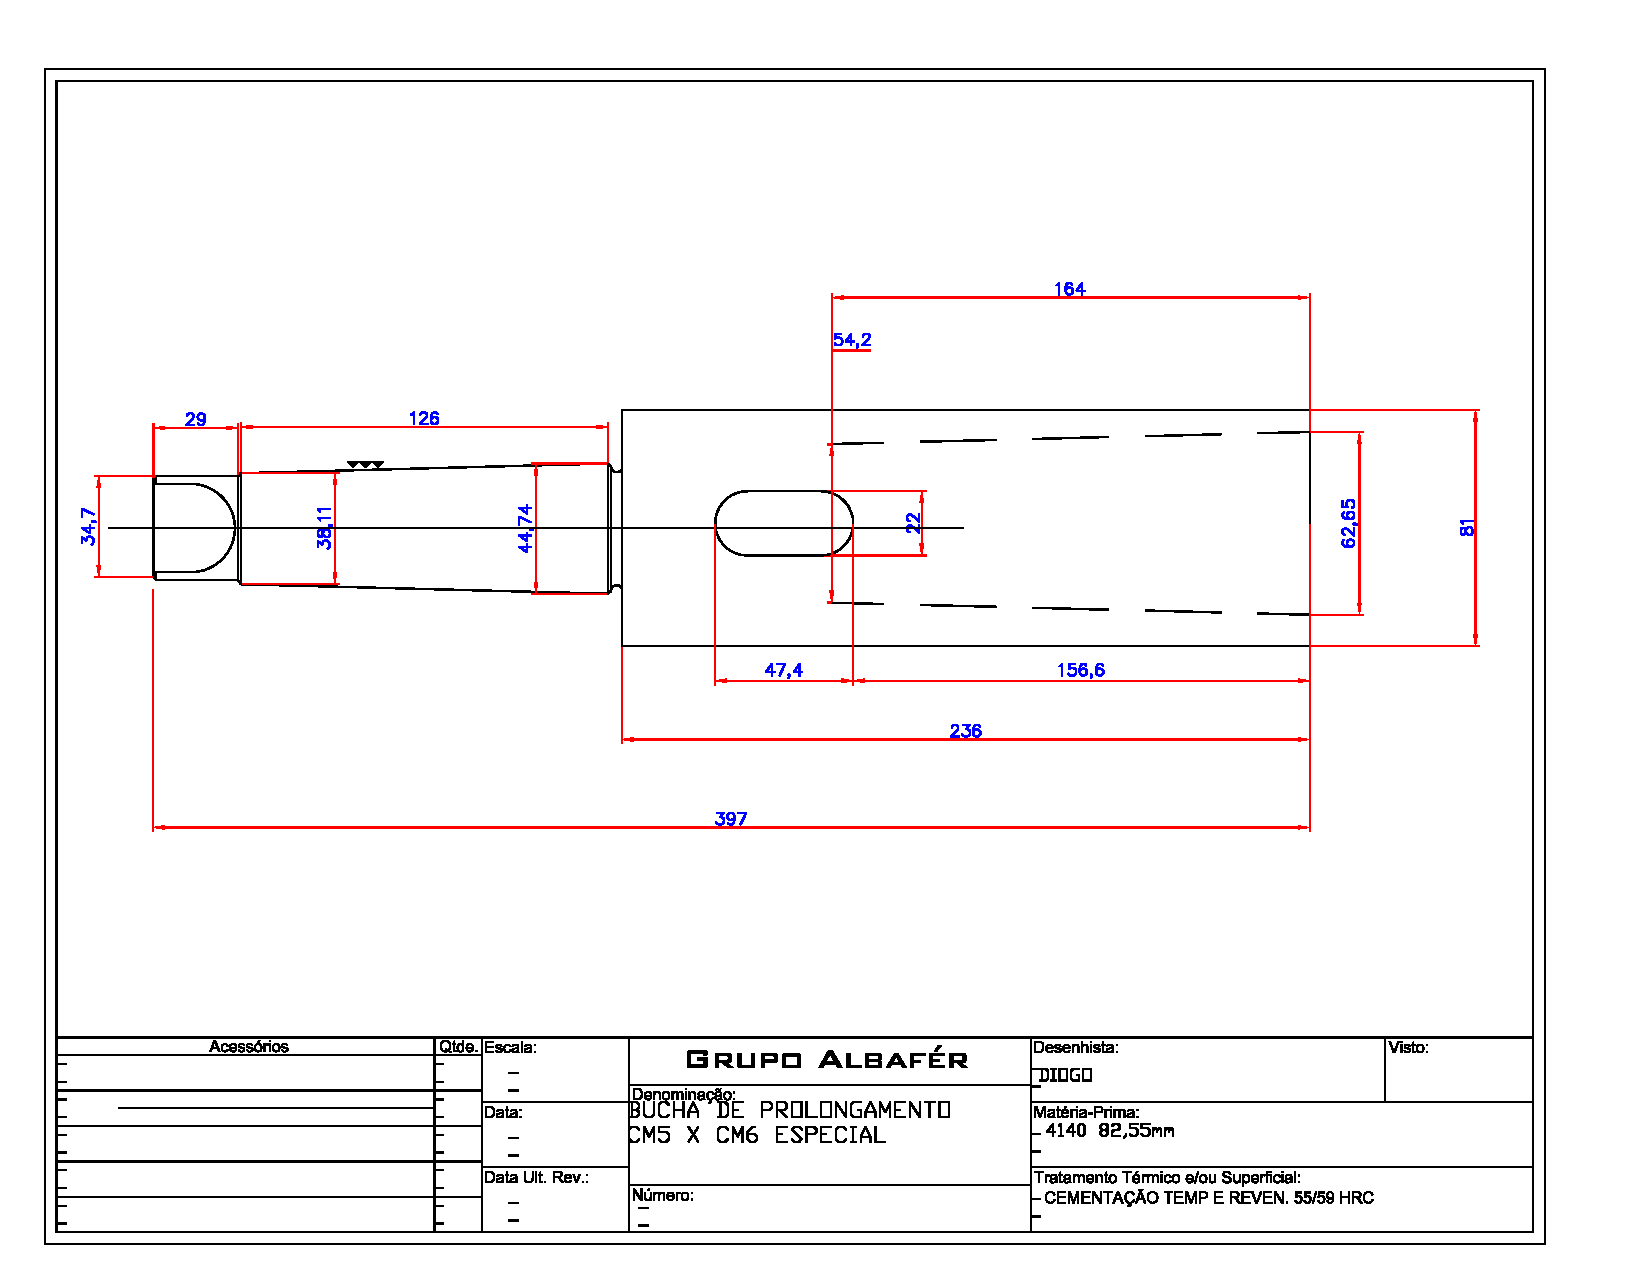 164
54,2
29
126
34,7
38,11
44,74
22
62,65
81
47,4
156,6
236
397
Acessórios
Qtde.
Escala:
Data:
Data Ult. Rev.:
GRUPO ALBAFÉR
Denominação:
BUCHA DE PROLONGAMENTO
CM5 X CM6 ESPECIAL
Número:
Desenhista:
DIOGO
Visto:
Matéria-Prima:
4140 82,55mm
Tratamento Térmico e/ou Superficial:
CEMENTAÇÃO TEMP E REVEN. 55/59 HRC